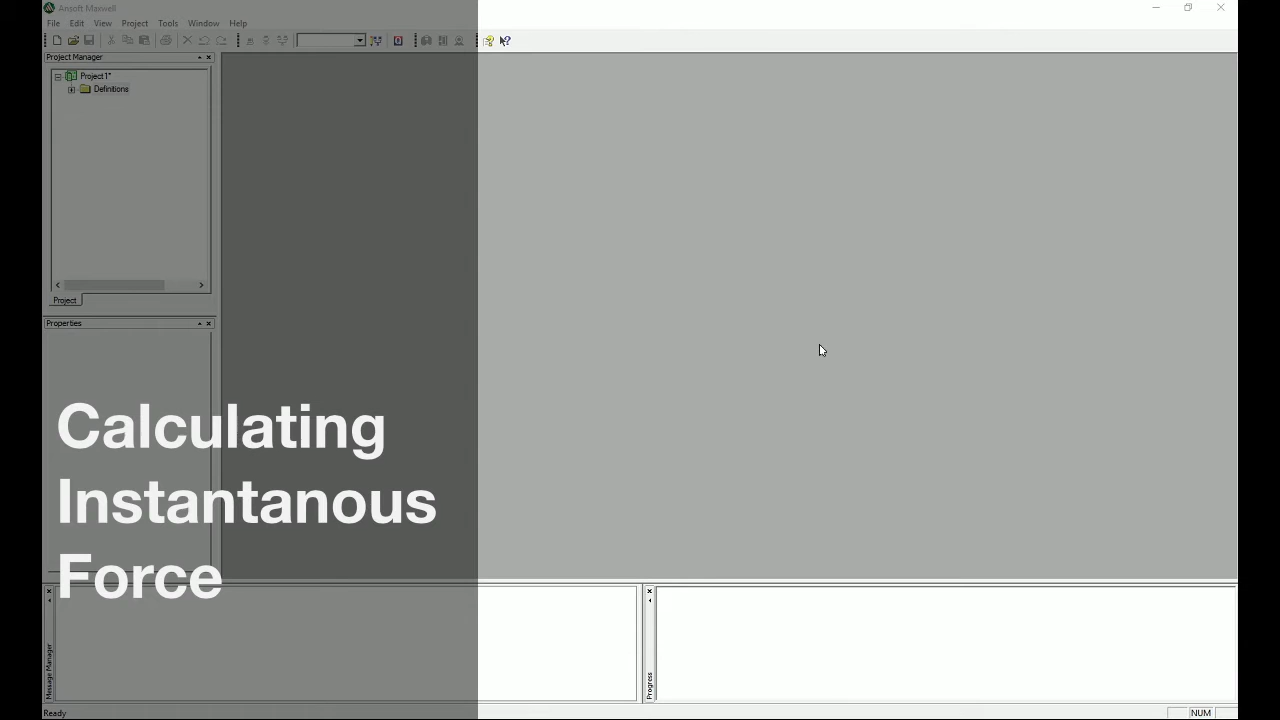 Ansoft Maxwell
File Edit View Project Tools Window Help
Project Manager
Project1*
Definitions
Project
Properties
Calculating
Instantanous
Force
Message Manager
Progress
Ready
NUM